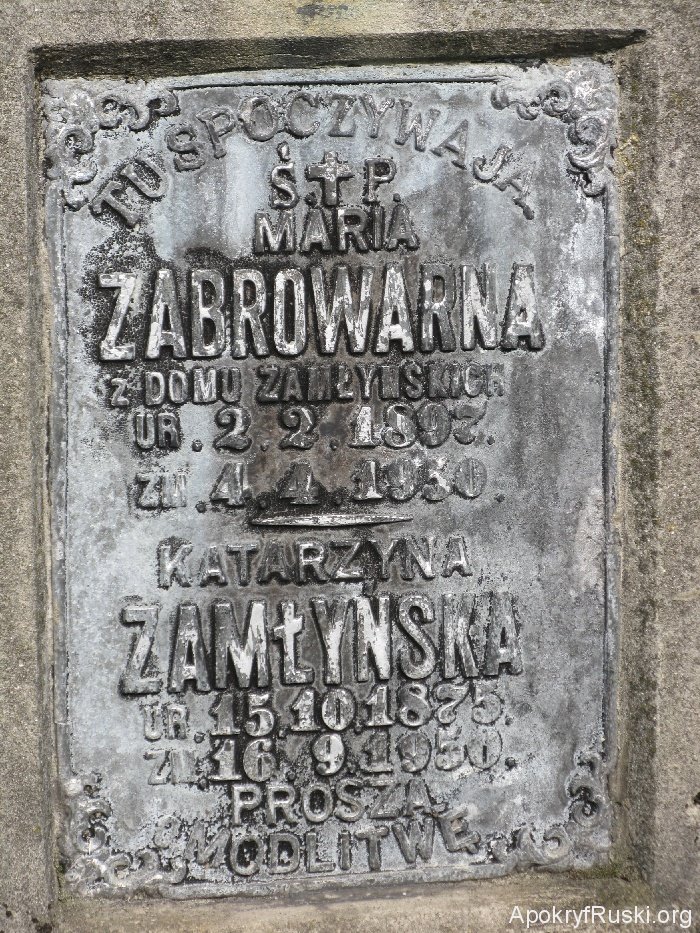 TU SPOCZYWAJĄ
Ś.✝P.
MARIA
ZABROWARNA
Z DOMU ZAMŁYŃSKICH
UR. 2. 2. 1897.
ZM. 4. 4. 1950.
KATARZYNA
ZAMŁYŃSKA
UR. 15.10.1875.
ZM. 16. 9. 1950.
PROSZĄ
O MODLITWĘ
ApokryfRuski.org